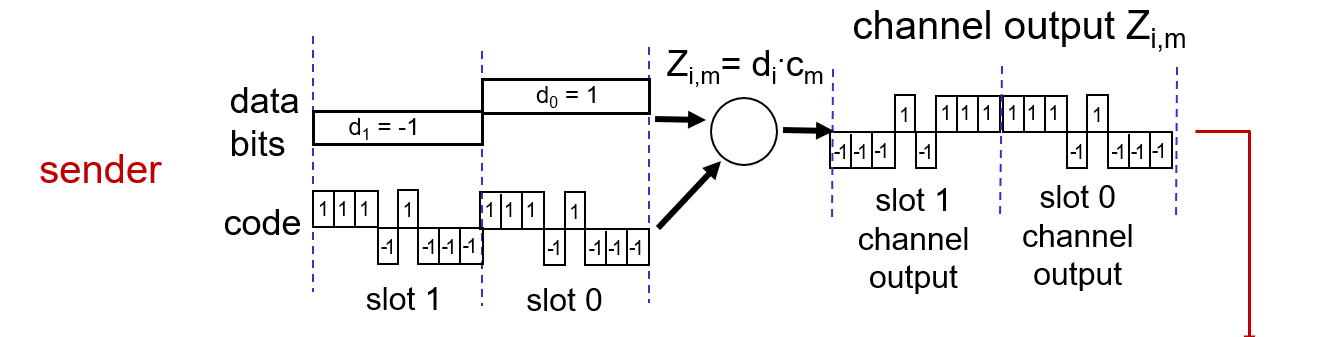 channel output Z_{i,m}
Z_{i,m}= d_i·c_m
data bits
d_0 = 1
d_1 = -1
1 1 1 -1 1 -1 -1 -1 1 1 1 -1 1 -1 -1 -1
-1 -1 -1 1 -1 1 1 1 1 1 1 -1 1 -1 -1 -1
sender
code
slot 1
slot 0
slot 1
channel
output
slot 0
channel
output